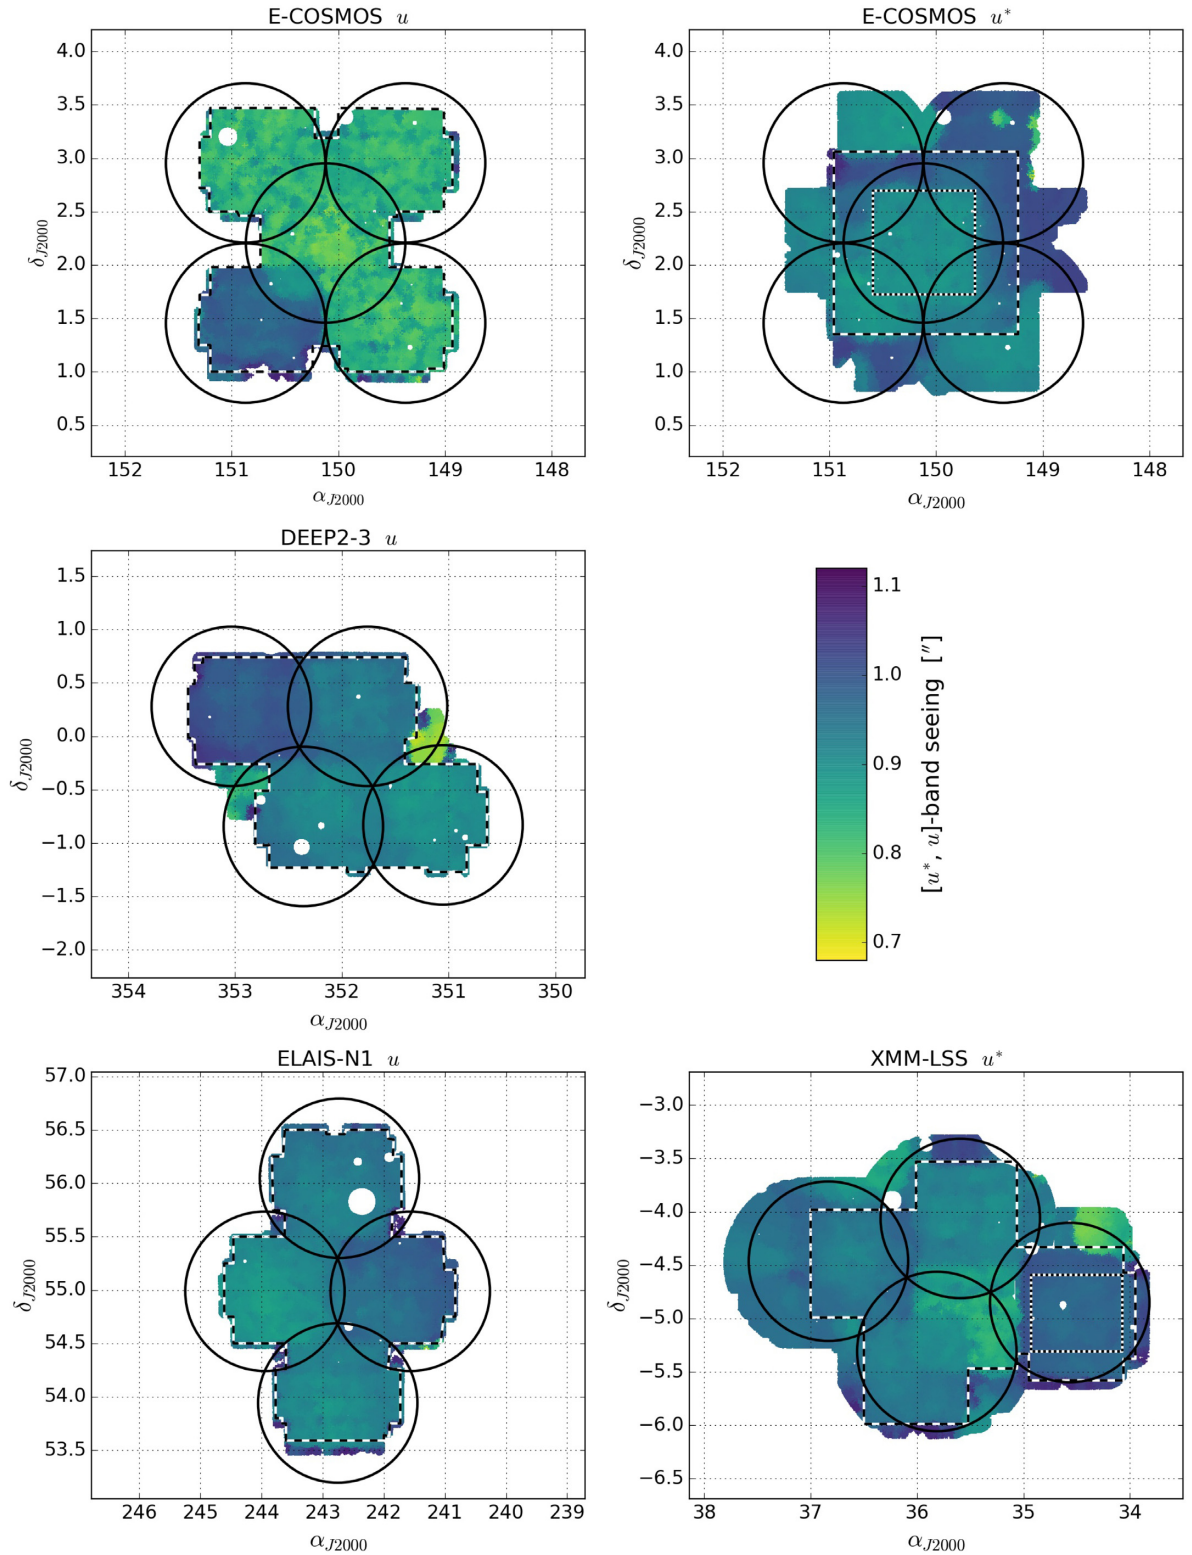 E-COSMOS u
E-COSMOS u*
4.0
3.5
3.0
2.5
2.0
1.5
1.0
0.5
δJ2000
152 151 150 149 148
αJ2000
4.0
3.5
3.0
2.5
2.0
1.5
1.0
0.5
δJ2000
152 151 150 149 148
αJ2000
DEEP2-3 u
1.5
1.0
0.5
0.0
−0.5
−1.0
−1.5
−2.0
δJ2000
354 353 352 351 350
αJ2000
1.1
1.0
0.9
0.8
0.7
[u*, u]-band seeing [″]
ELAIS-N1 u
XMM-LSS u*
57.0
56.5
56.0
55.5
55.0
54.5
54.0
53.5
δJ2000
246 245 244 243 242 241 240 239
αJ2000
−3.0
−3.5
−4.0
−4.5
−5.0
−5.5
−6.0
−6.5
δJ2000
38 37 36 35 34
αJ2000